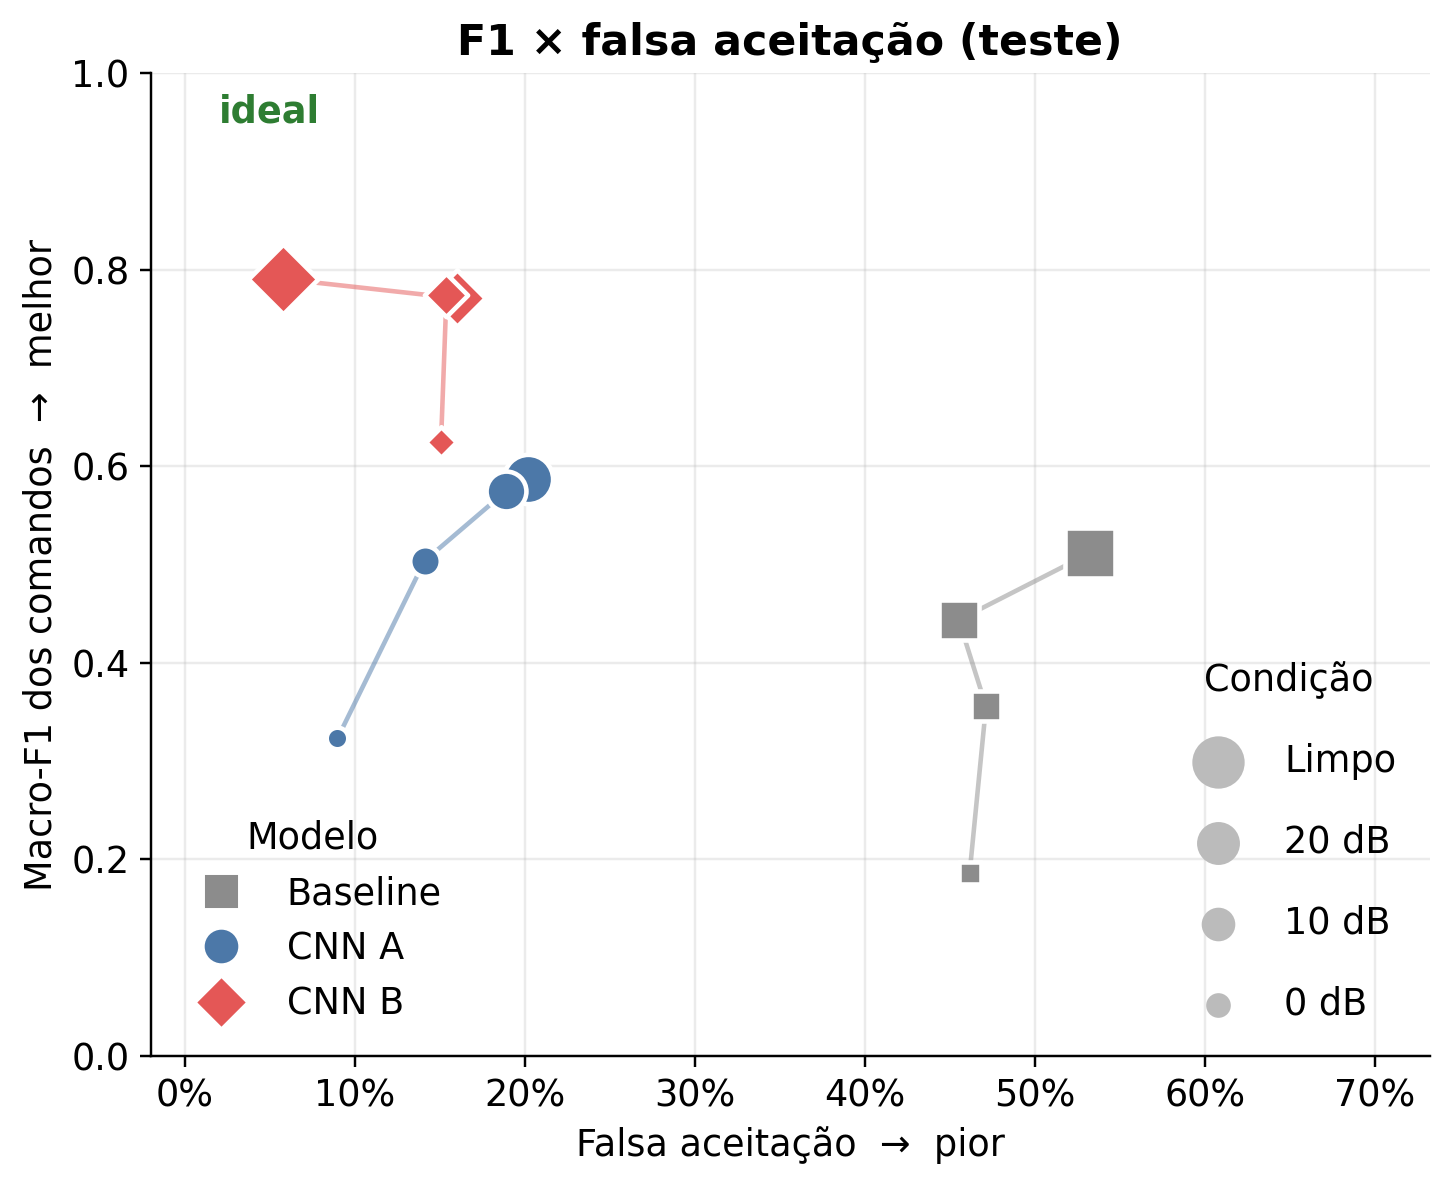 F1 × falsa aceitação (teste)
1.0
ideal
0.8
0.6
0.4
0.2
0.0
Macro-F1 dos comandos → melhor
Condição
Limpo
20 dB
10 dB
0 dB
Modelo
Baseline
CNN A
CNN B
0% 10% 20% 30% 40% 50% 60% 70%
Falsa aceitação → pior